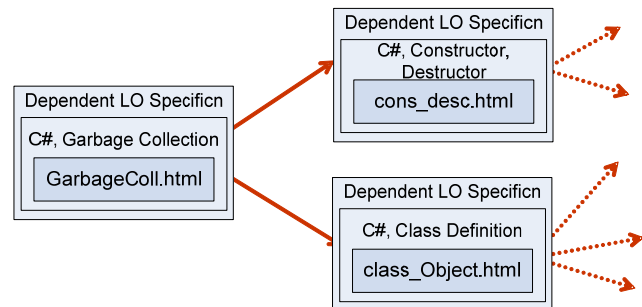 Dependent LO Specificn
C#, Garbage Collection
GarbageColl.html
Dependent LO Specificn
C#, Constructor,
Destructor
cons_desc.html
Dependent LO Specificn
C#, Class Definition
class_Object.html